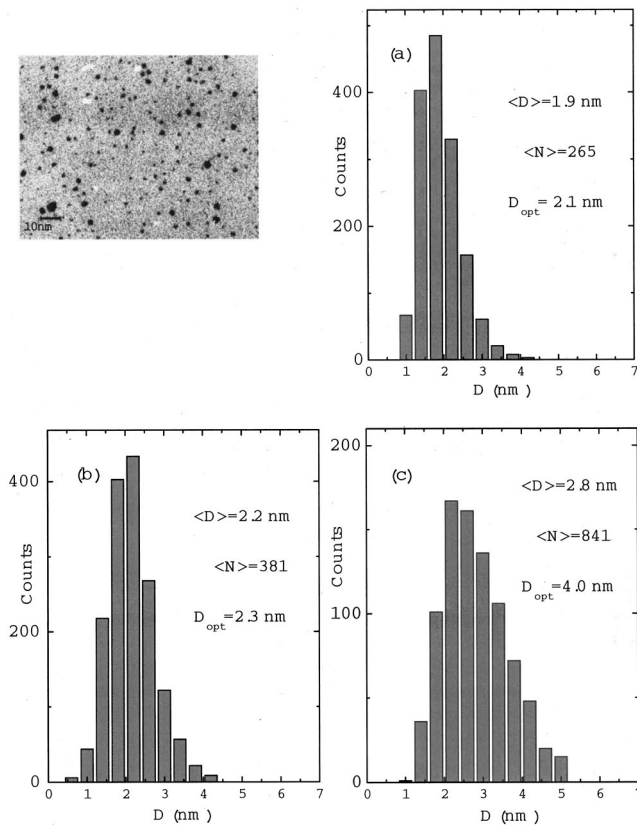 10nm
(a)
<D>=1.9 nm
<N>=265
D_opt=2.1 nm
Counts
400
200
0
0 1 2 3 4 5 6 7
D (nm)
(b)
<D>=2.2 nm
<N>=381
D_opt=2.3 nm
Counts
400
200
0
0 1 2 3 4 5 6 7
D (nm)
(c)
<D>=2.8 nm
<N>=841
D_opt=4.0 nm
Counts
200
100
0
0 1 2 3 4 5 6 7
D (nm)